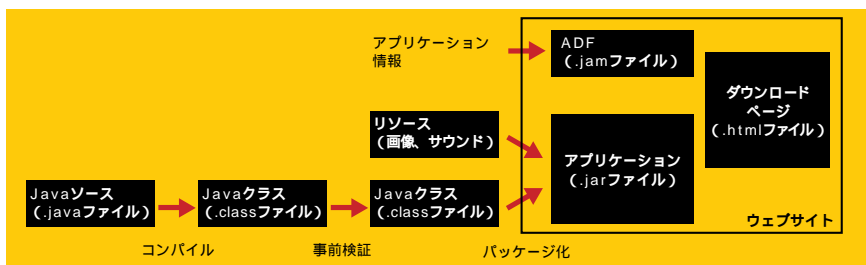 アプリケーション
情報
ADF
(.jamファイル)
ダウンロード
ページ
(.htmlファイル)
リソース
(画像、サウンド)
アプリケーション
(.jarファイル)
Javaソース
(.javaファイル)
Javaクラス
(.classファイル)
Javaクラス
(.classファイル)
ウェブサイト
コンパイル
事前検証
パッケージ化